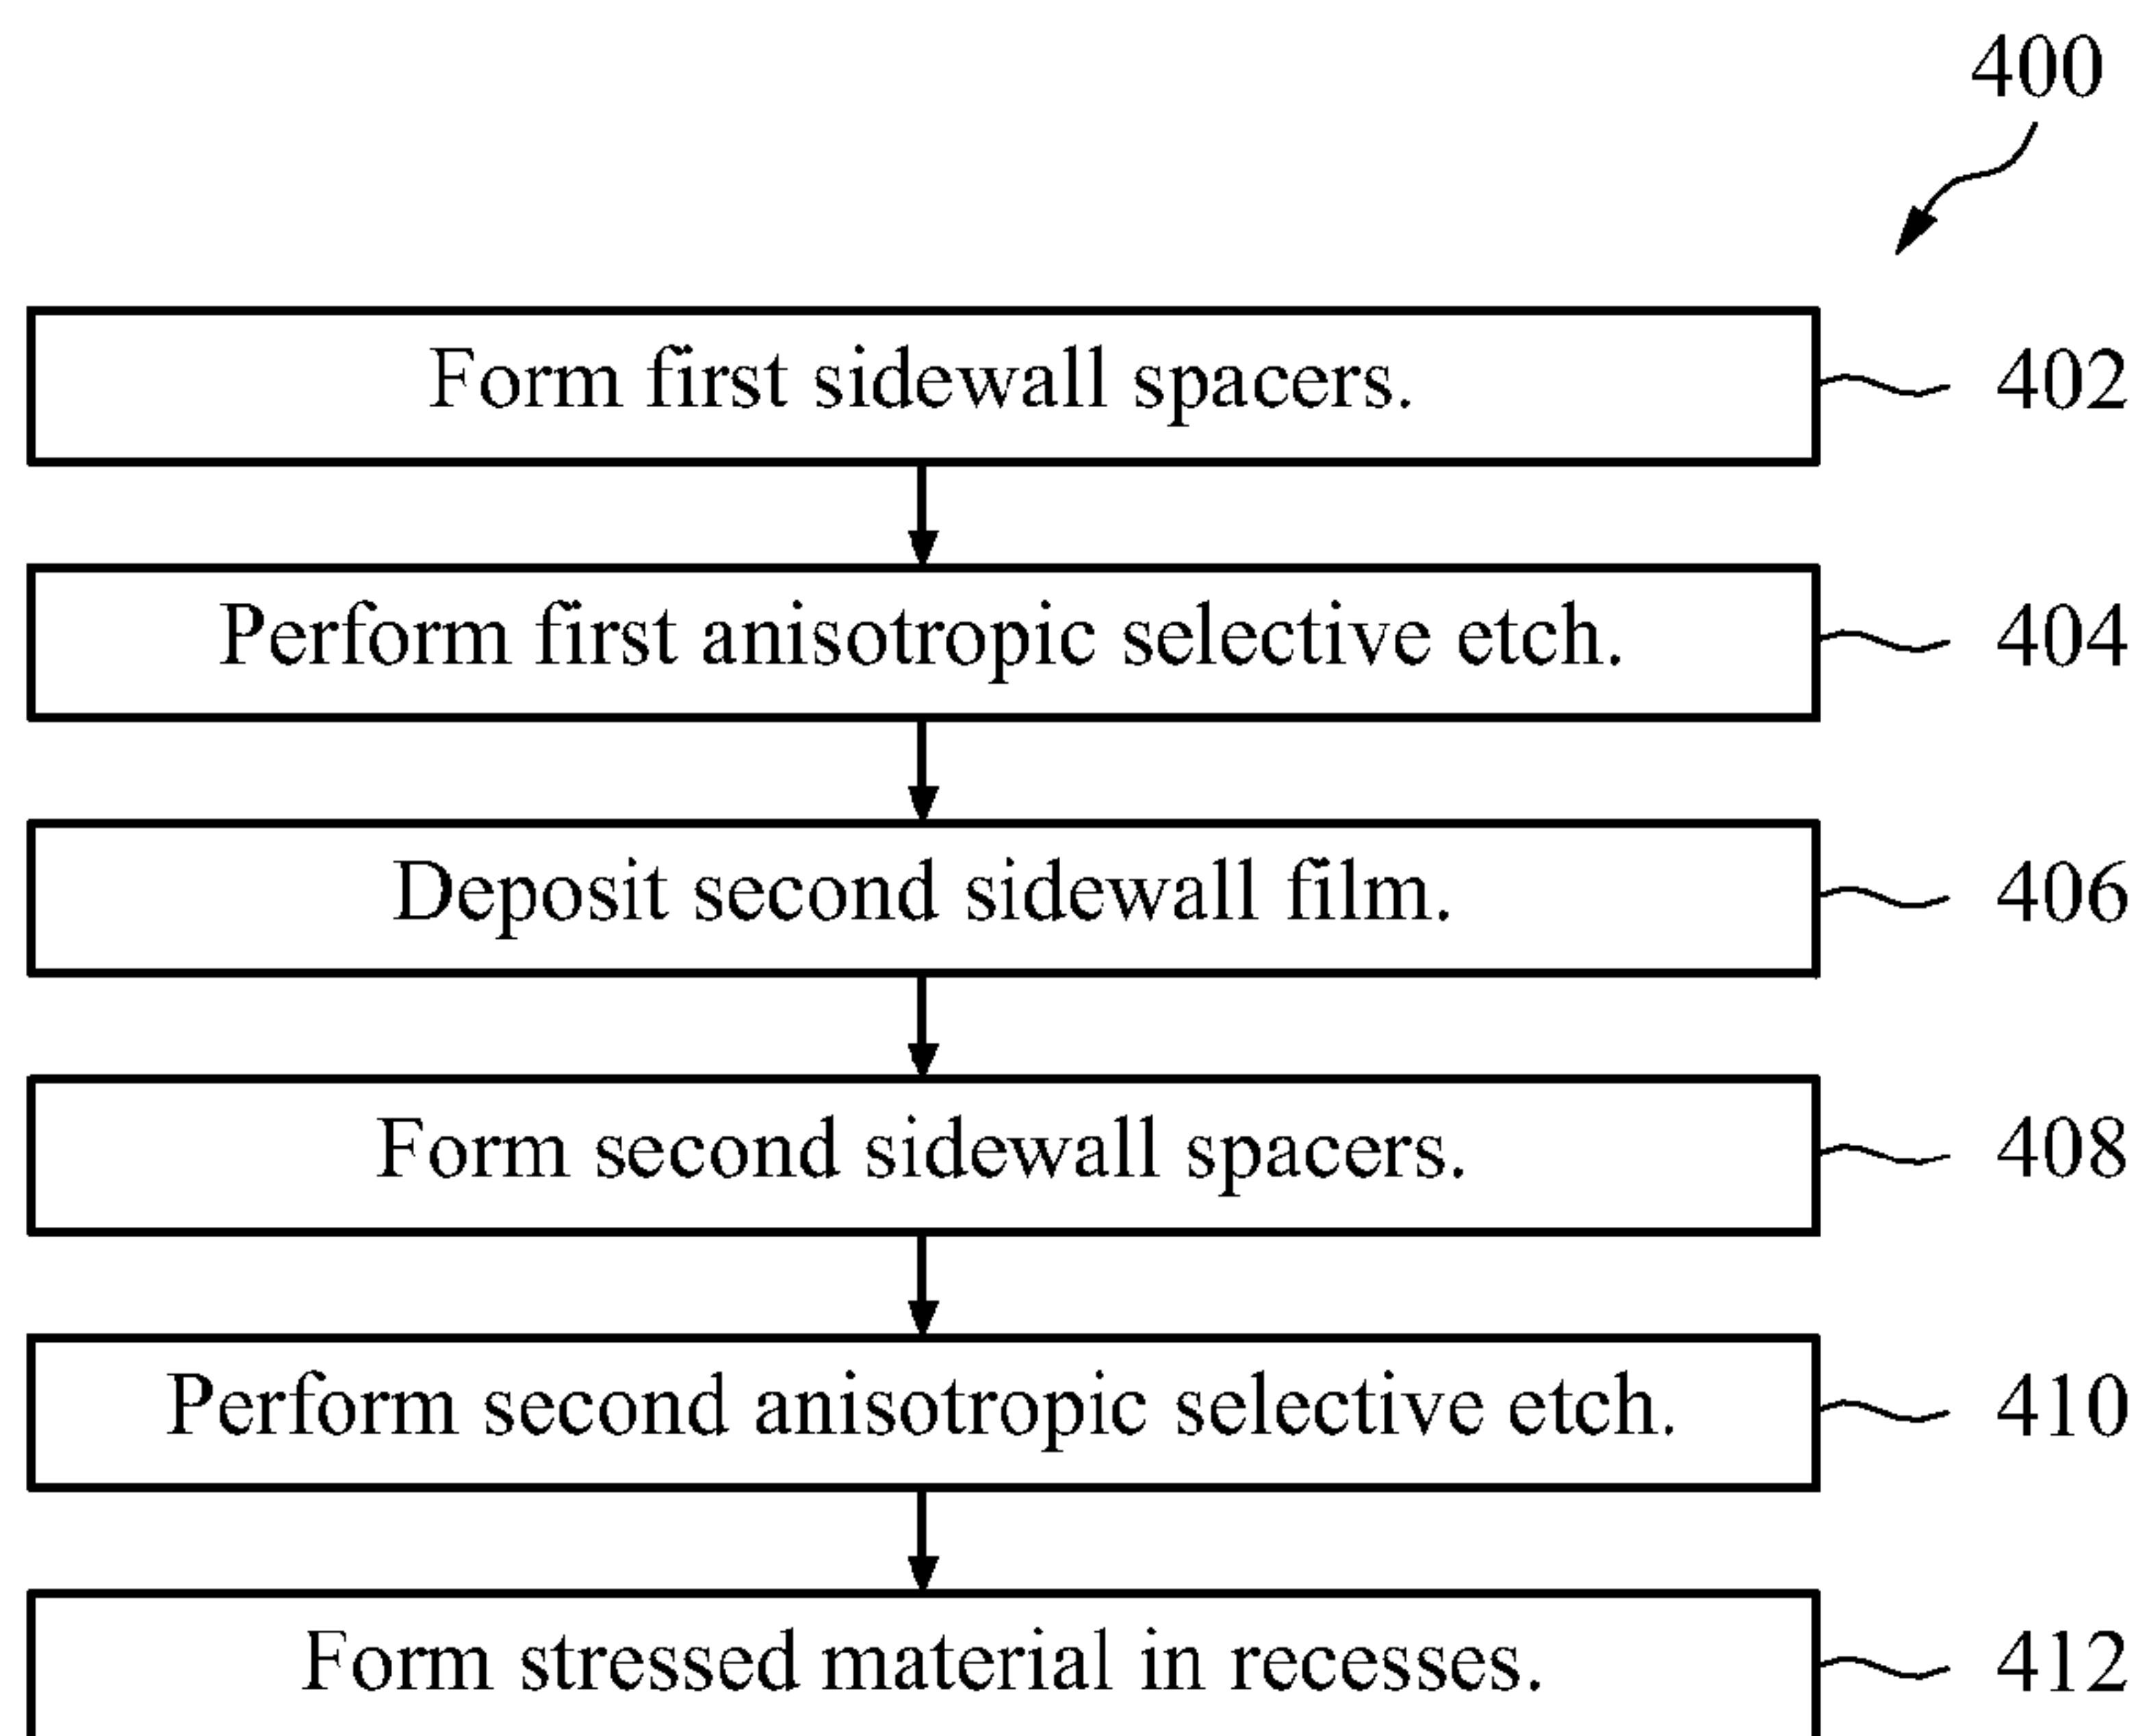 400
Form first sidewall spacers. 402
Perform first anisotropic selective etch. 404
Deposit second sidewall film. 406
Form second sidewall spacers. 408
Perform second anisotropic selective etch. 410
Form stressed material in recesses. 412